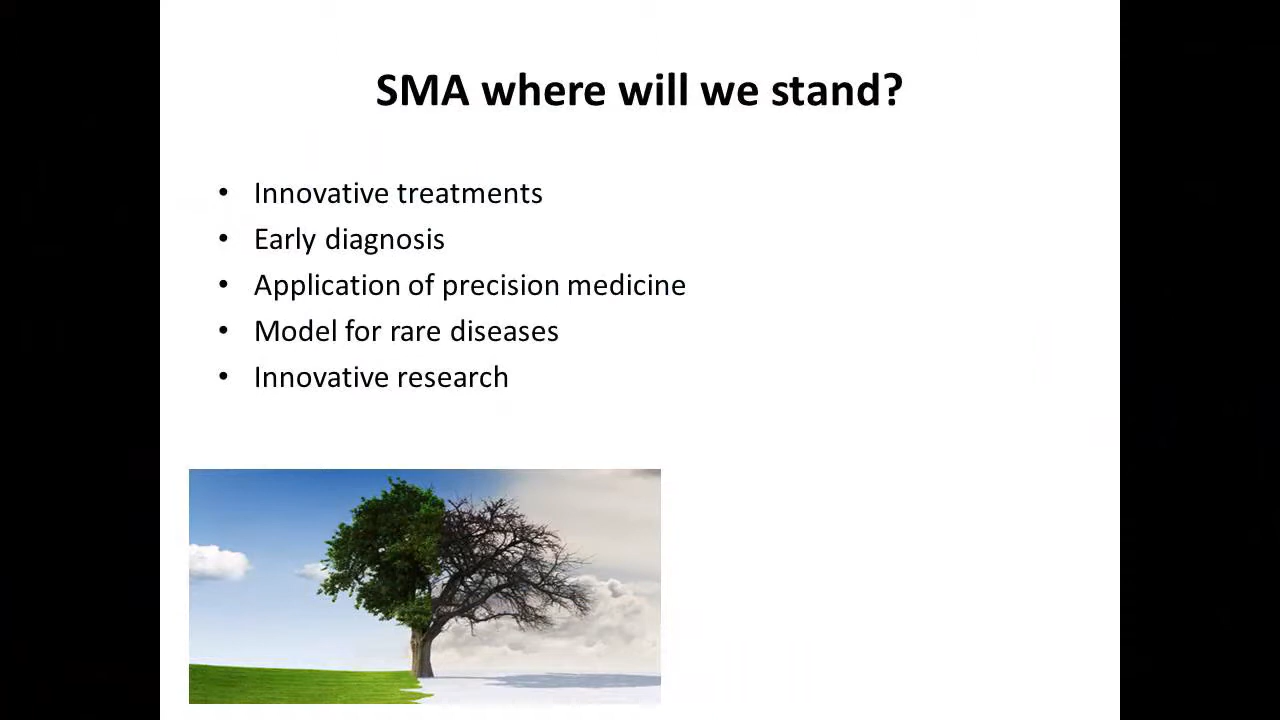 SMA where will we stand?
• Innovative treatments
• Early diagnosis
• Application of precision medicine
• Model for rare diseases
• Innovative research